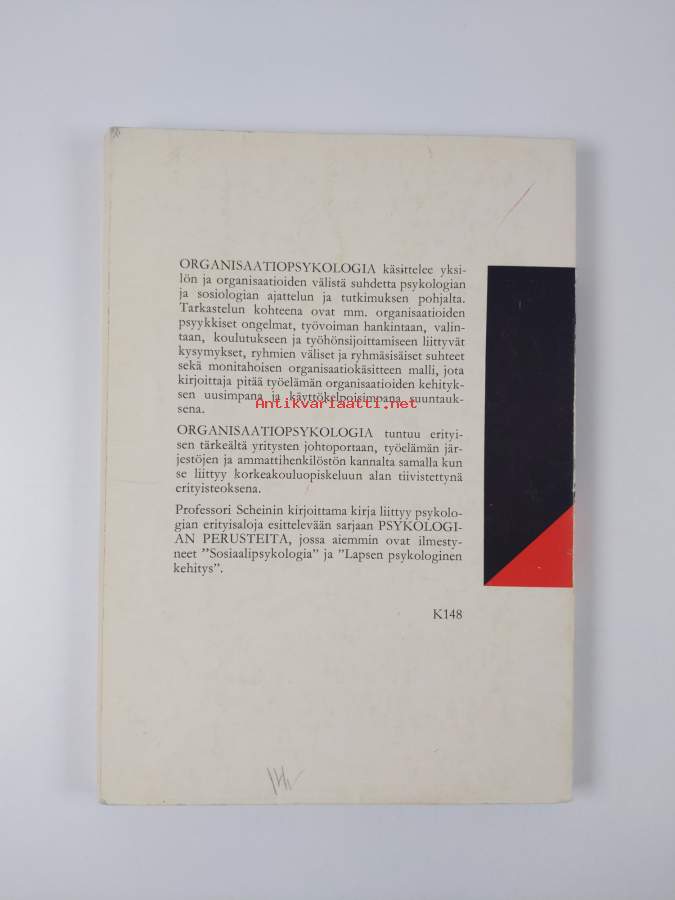 ORGANISAATIOPSYKOLOGIA käsittelee yksi-
lön ja organisaatioiden välistä suhdetta psykologian
ja sosiologian ajattelun ja tutkimuksen pohjalta.
Tarkastelun kohteena ovat mm. organisaatioiden
psyykkiset ongelmat, työvoiman hankintaan, valin-
taan, koulutukseen ja työhönsijoittamiseen liittyvät
kysymykset, ryhmien väliset ja ryhmäsisäiset suhteet
sekä monitahoisen organisaatiokäsitteen malli, jota
kirjoittaja pitää työelämän organisaatioiden kehityk-
sen uusimpana ja käyttökelpoisimpana suuntauk-
Antikvariaatti.net
sena.
ORGANISAATIOPSYKOLOGIA tuntuu erityi-
sen tärkeältä yritysten johtoportaan, työelämän jär-
jestöjen ja ammattihenkilöstön kannalta samalla kun
se liittyy korkeakouluopiskeluun alan tiivistettynä
erityisteoksena.
Professori Scheinin kirjoittama kirja liittyy psykolo-
gian erityisaloja esittelevään sarjaan PSYKOLOGI-
AN PERUSTEITA, jossa aiemmin ovat ilmesty-
neet ”Sosiaalipsykologia” ja ”Lapsen psykologinen
kehitys”.
K148